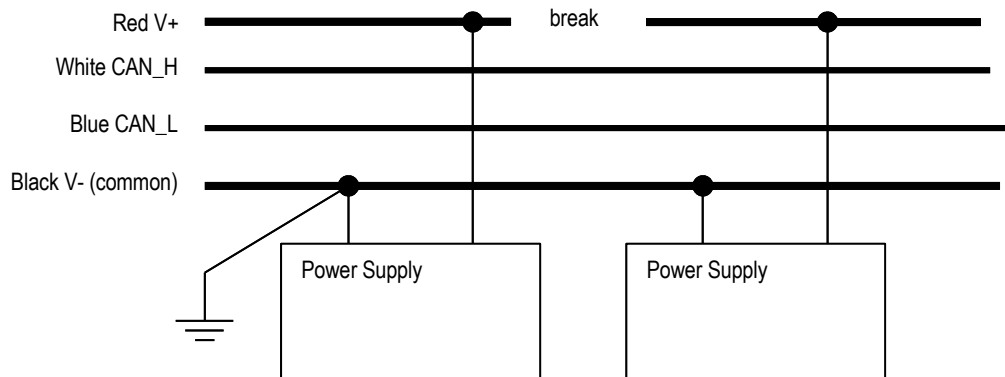 Red V+
break
White CAN_H
Blue CAN_L
Black V- (common)
Power Supply
Power Supply